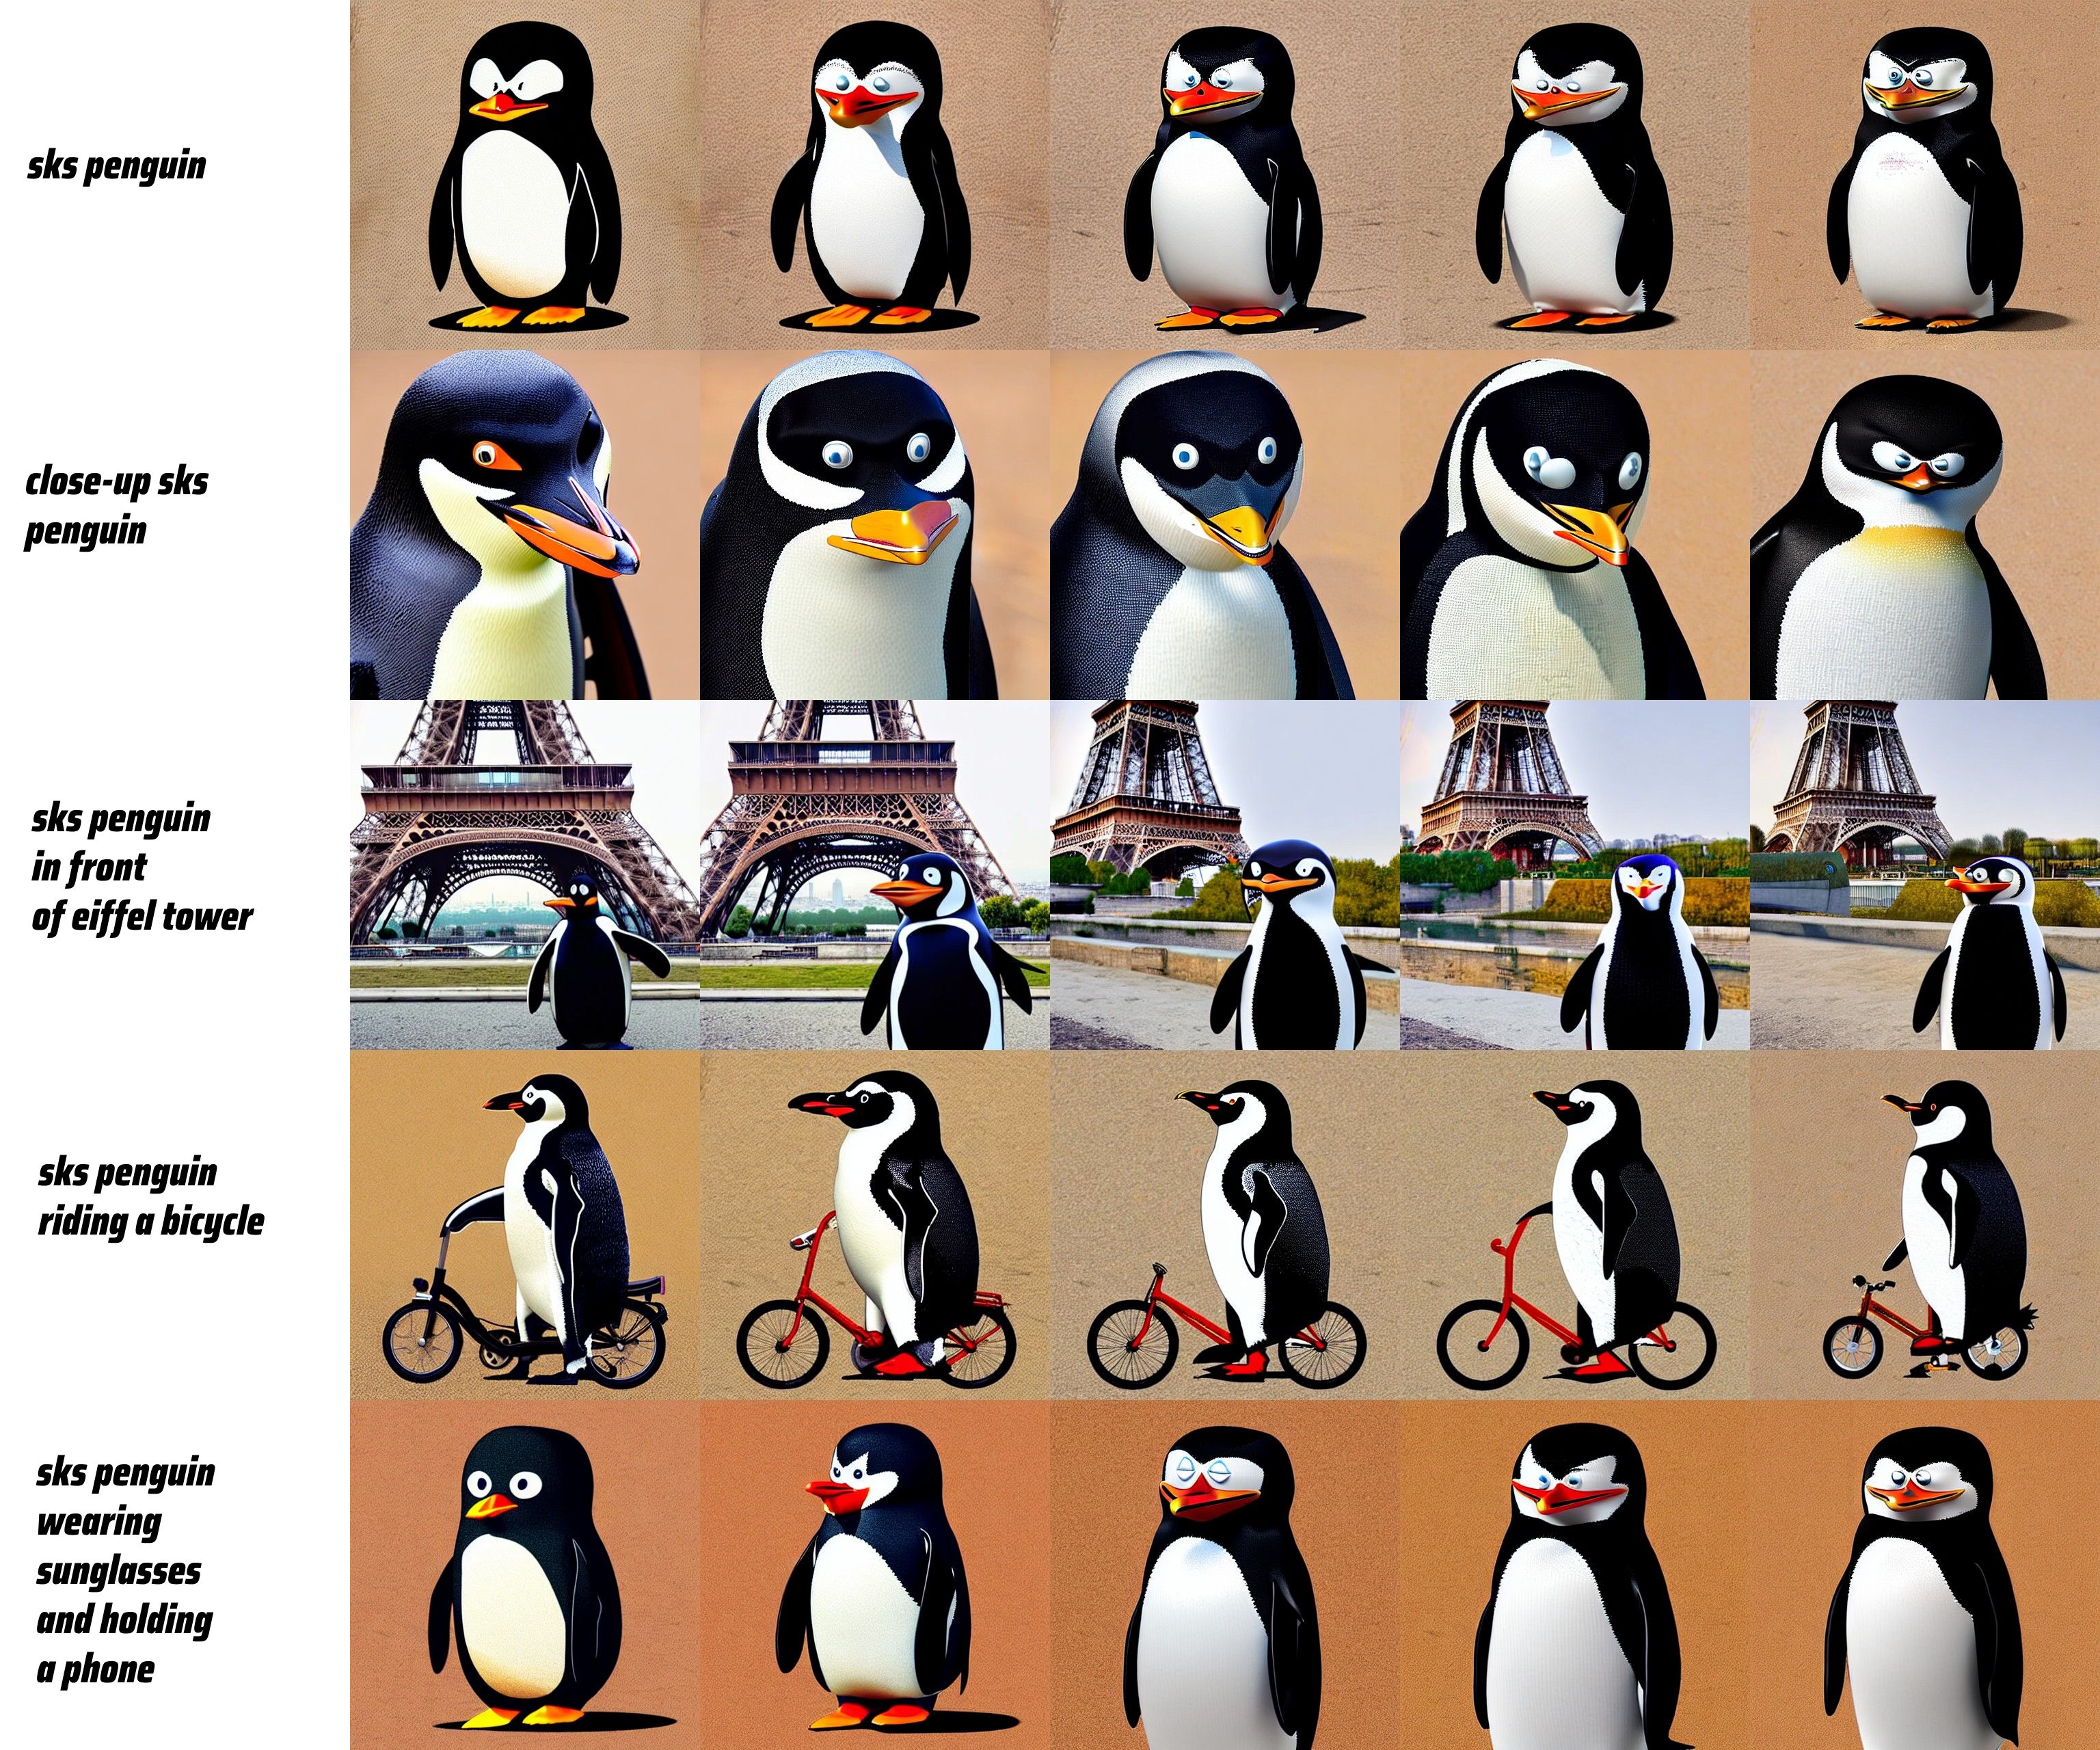 sks penguin
close-up sks
penguin
sks penguin
in front
of eiffel tower
sks penguin
riding a bicycle
sks penguin
wearing
sunglasses
and holding
a phone